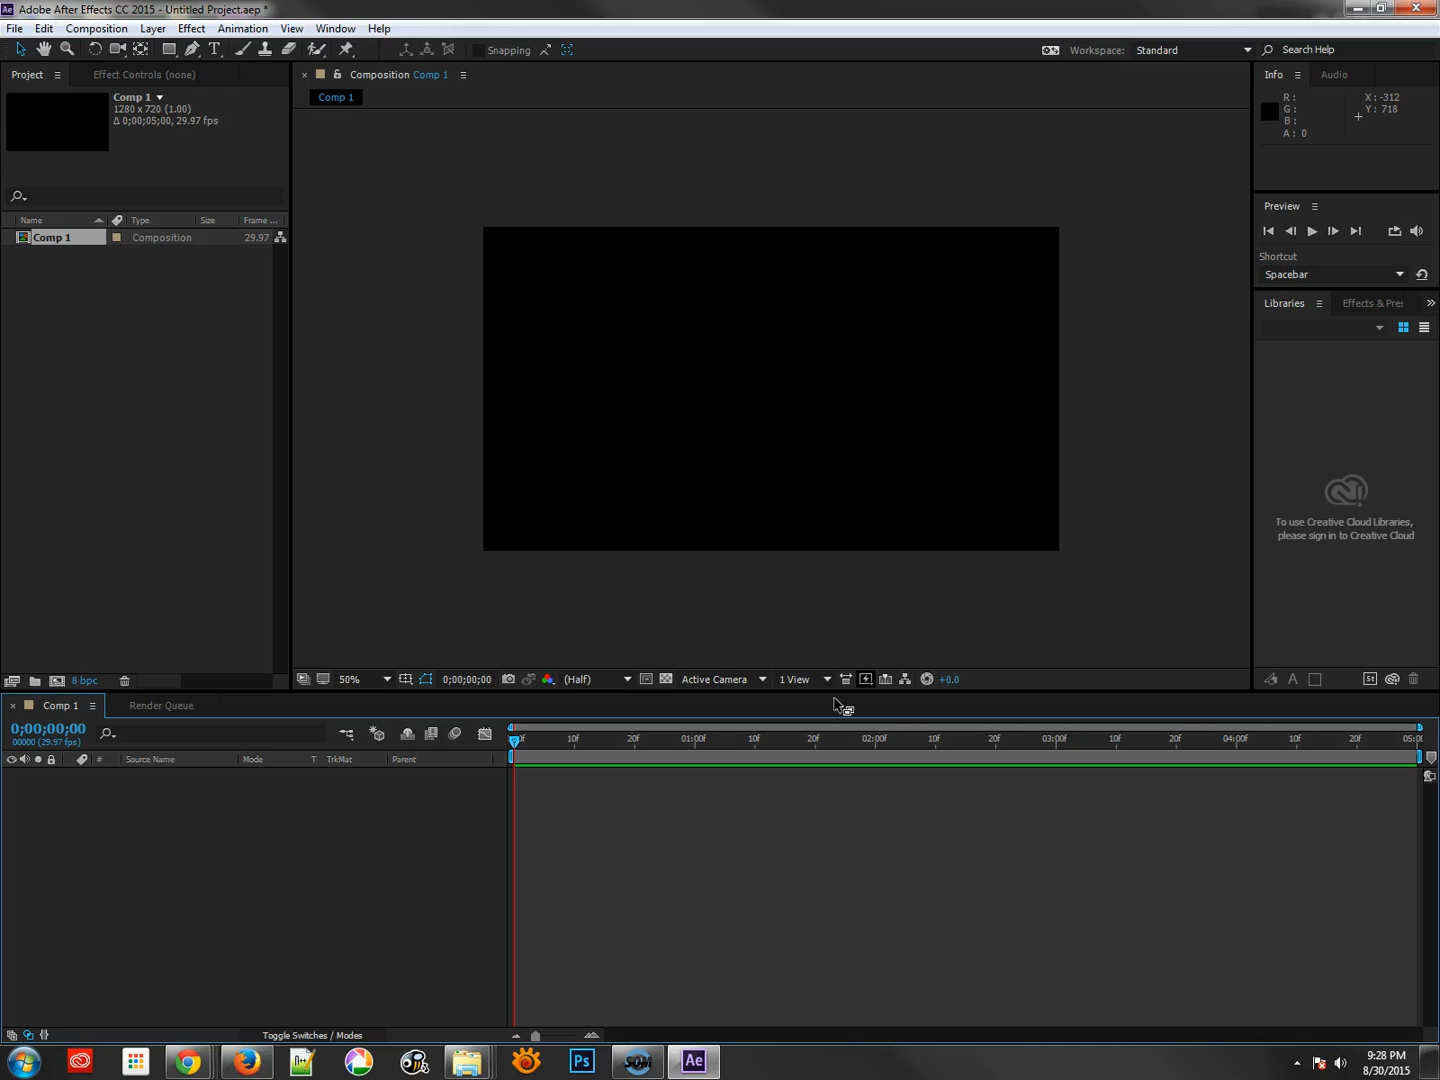 Adobe After Effects CC 2015 - Untitled Project.aep *
File Edit Composition Layer Effect Animation View Window Help
Snapping
Workspace: Standard
Search Help
Project
Effect Controls (none)
Composition Comp 1
Info
Audio
Comp 1
1280 x 720 (1.00)
Δ 0;00;05;00, 29.97 fps
Comp 1
R :
G :
B :
A : 0
X : -312
Y : 718
Preview
Shortcut
Spacebar
Name Type Size Frame ...
Comp 1 Composition 29.97
Libraries
Effects & Pre
To use Creative Cloud Libraries,
please sign in to Creative Cloud
8 bpc
50% 0;00;00;00 (Half) Active Camera 1 View +0.0
Comp 1
Render Queue
0;00;00;00
00000 (29.97 fps)
0f 10f 20f 01:00f 10f 20f 02:00f 10f 20f 03:00f 10f 20f 04:00f 10f 20f 05:00
# Source Name Mode T TrkMat Parent
Toggle Switches / Modes
Ps
Ae
9:28 PM
8/30/2015